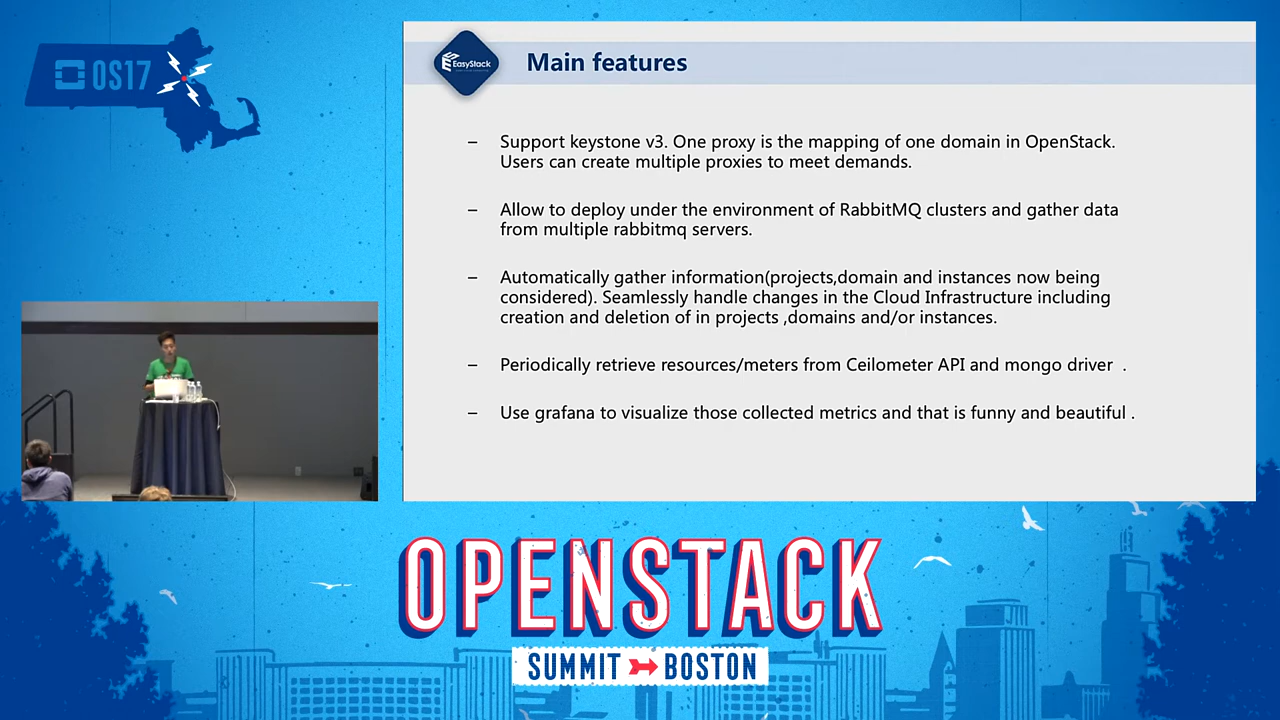 OS17
EasyStack
Main features
– Support keystone v3. One proxy is the mapping of one domain in OpenStack.
Users can create multiple proxies to meet demands.
– Allow to deploy under the environment of RabbitMQ clusters and gather data
from multiple rabbitmq servers.
– Automatically gather information(projects,domain and instances now being
considered). Seamlessly handle changes in the Cloud Infrastructure including
creation and deletion of in projects ,domains and/or instances.
– Periodically retrieve resources/meters from Ceilometer API and mongo driver .
– Use grafana to visualize those collected metrics and that is funny and beautiful .
OPENSTACK
SUMMIT BOSTON